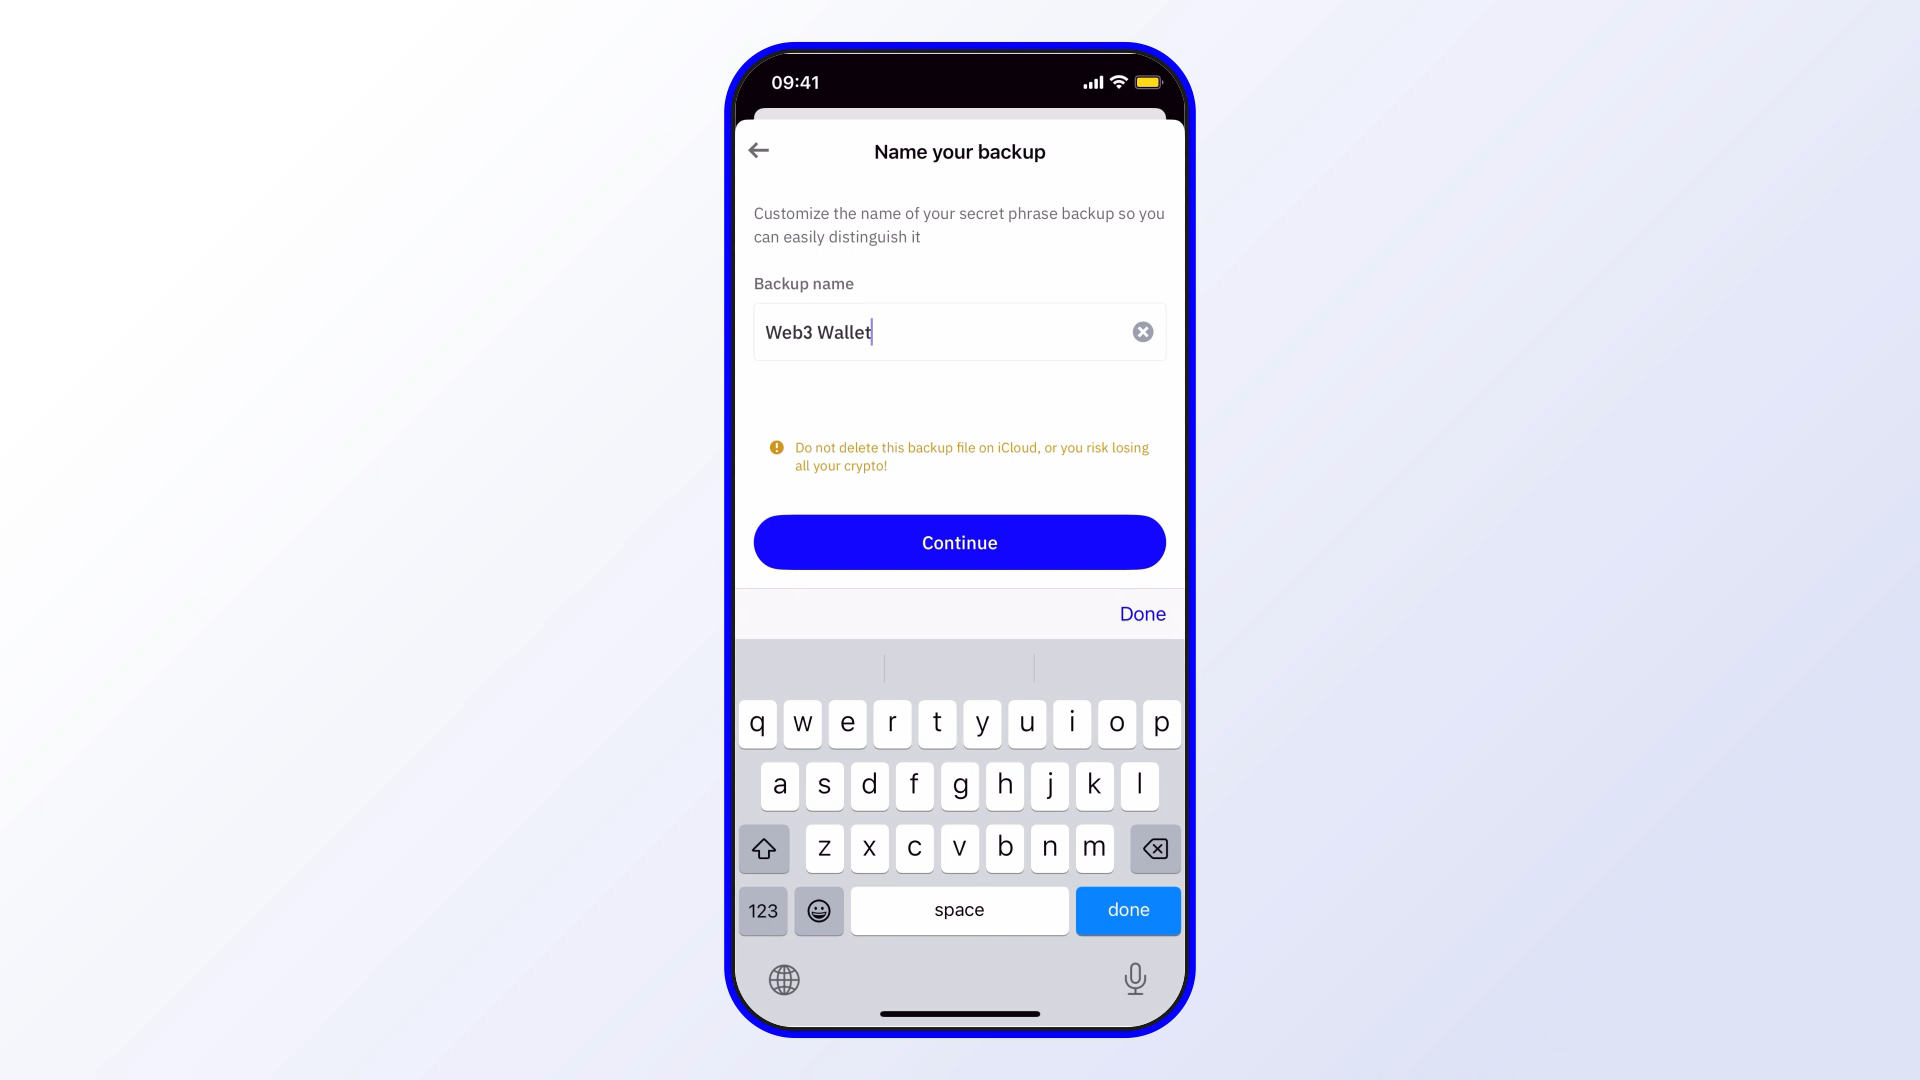 09:41
Name your backup
Customize the name of your secret phrase backup so you
can easily distinguish it
Backup name
Web3 Wallet
Do not delete this backup file on iCloud, or you risk losing
all your crypto!
Continue
Done
q w e r t y u i o p
a s d f g h j k l
z x c v b n m
123 space done